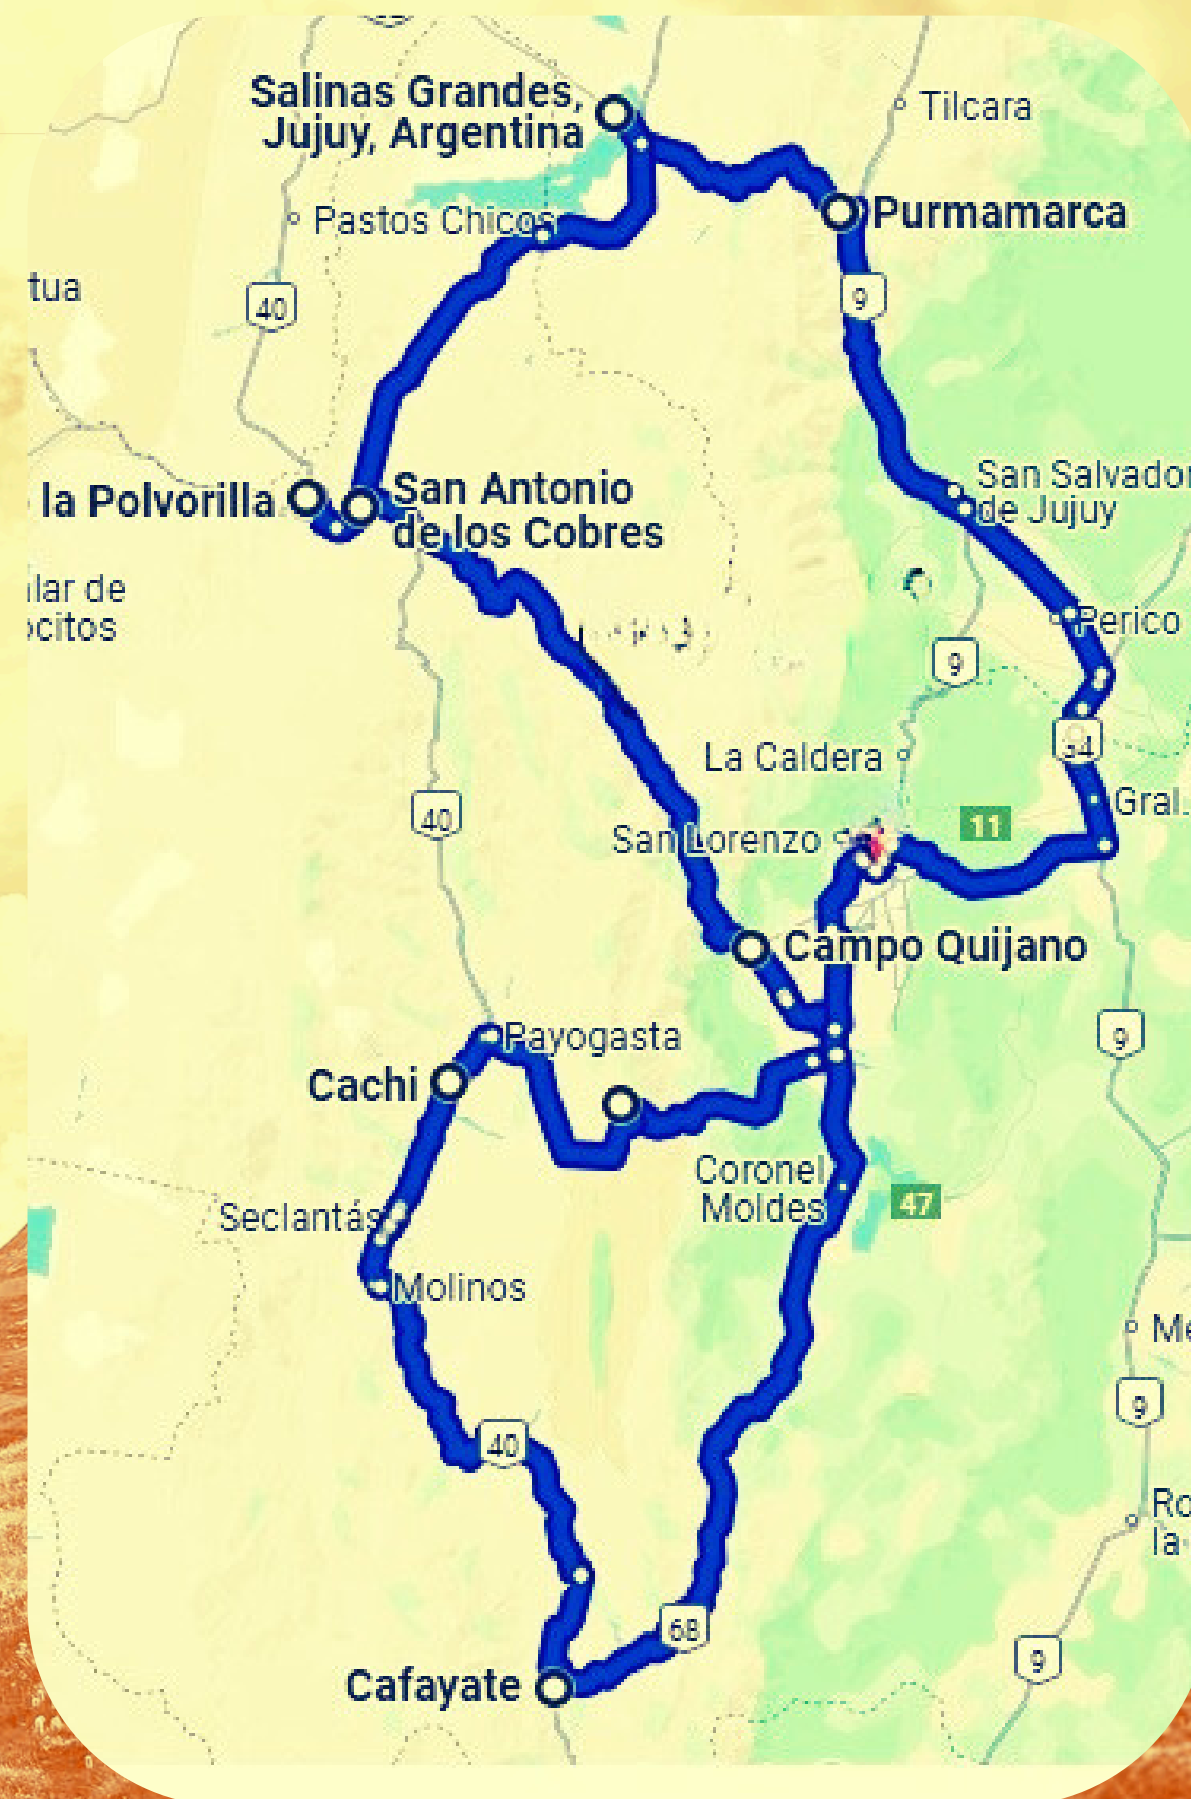 Salinas Grandes,
Jujuy, Argentina
Tilcara
Pastos Chicos
Purmamarca
tua
40
9
San Salvador
de Jujuy
la Polvorilla
San Antonio
de los Cobres
lar de
ocitos
Perico
9
34
La Caldera
40
San Lorenzo
11
Gral.
Campo Quijano
9
Payogasta
Cachi
Coronel
Moldes
47
Seclantás
Molinos
Me
9
40
Ro
la
68
9
Cafayate